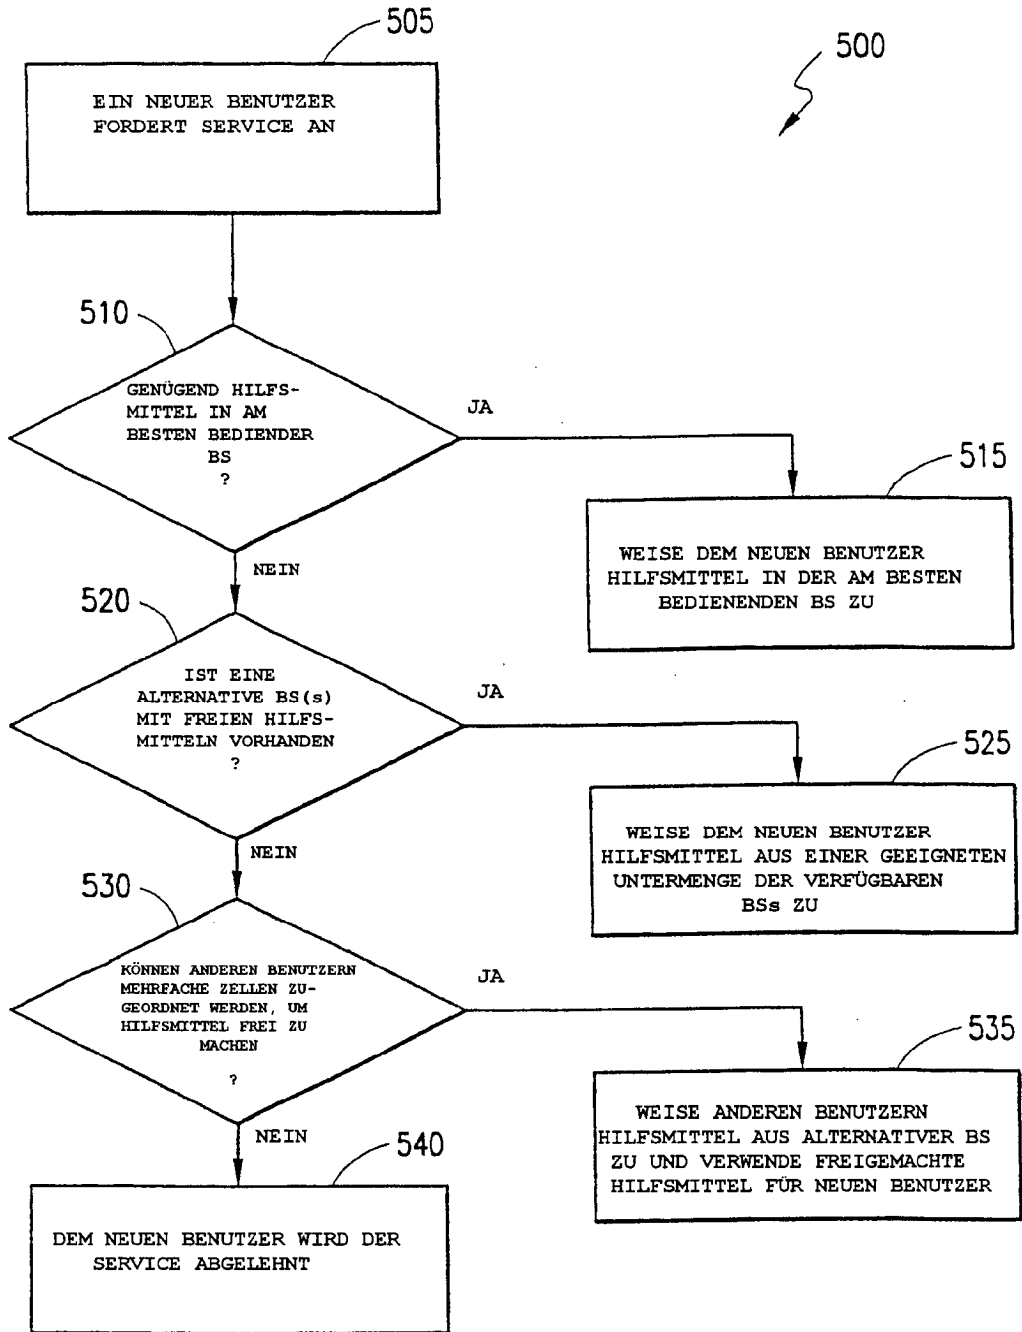 505
500
EIN NEUER BENUTZER
FORDERT SERVICE AN
510
GENÜGEND HILFS-
MITTEL IN AM
BESTEN BEDIENDER
BS
?
JA
515
WEISE DEM NEUEN BENUTZER
HILFSMITTEL IN DER AM BESTEN
BEDIENENDEN BS ZU
NEIN
520
IST EINE
ALTERNATIVE BS(s)
MIT FREIEN HILFS-
MITTELN VORHANDEN
?
JA
525
WEISE DEM NEUEN BENUTZER
HILFSMITTEL AUS EINER GEEIGNETEN
UNTERMENGE DER VERFÜGBAREN
BSs ZU
NEIN
530
KÖNNEN ANDEREN BENUTZERN
MEHRFACHE ZELLEN ZU-
GEORDNET WERDEN, UM
HILFSMITTEL FREI ZU
MACHEN
?
JA
535
WEISE ANDEREN BENUTZERN
HILFSMITTEL AUS ALTERNATIVER BS
ZU UND VERWENDE FREIGEMACHTE
HILFSMITTEL FÜR NEUEN BENUTZER
NEIN
540
DEM NEUEN BENUTZER WIRD DER
SERVICE ABGELEHNT